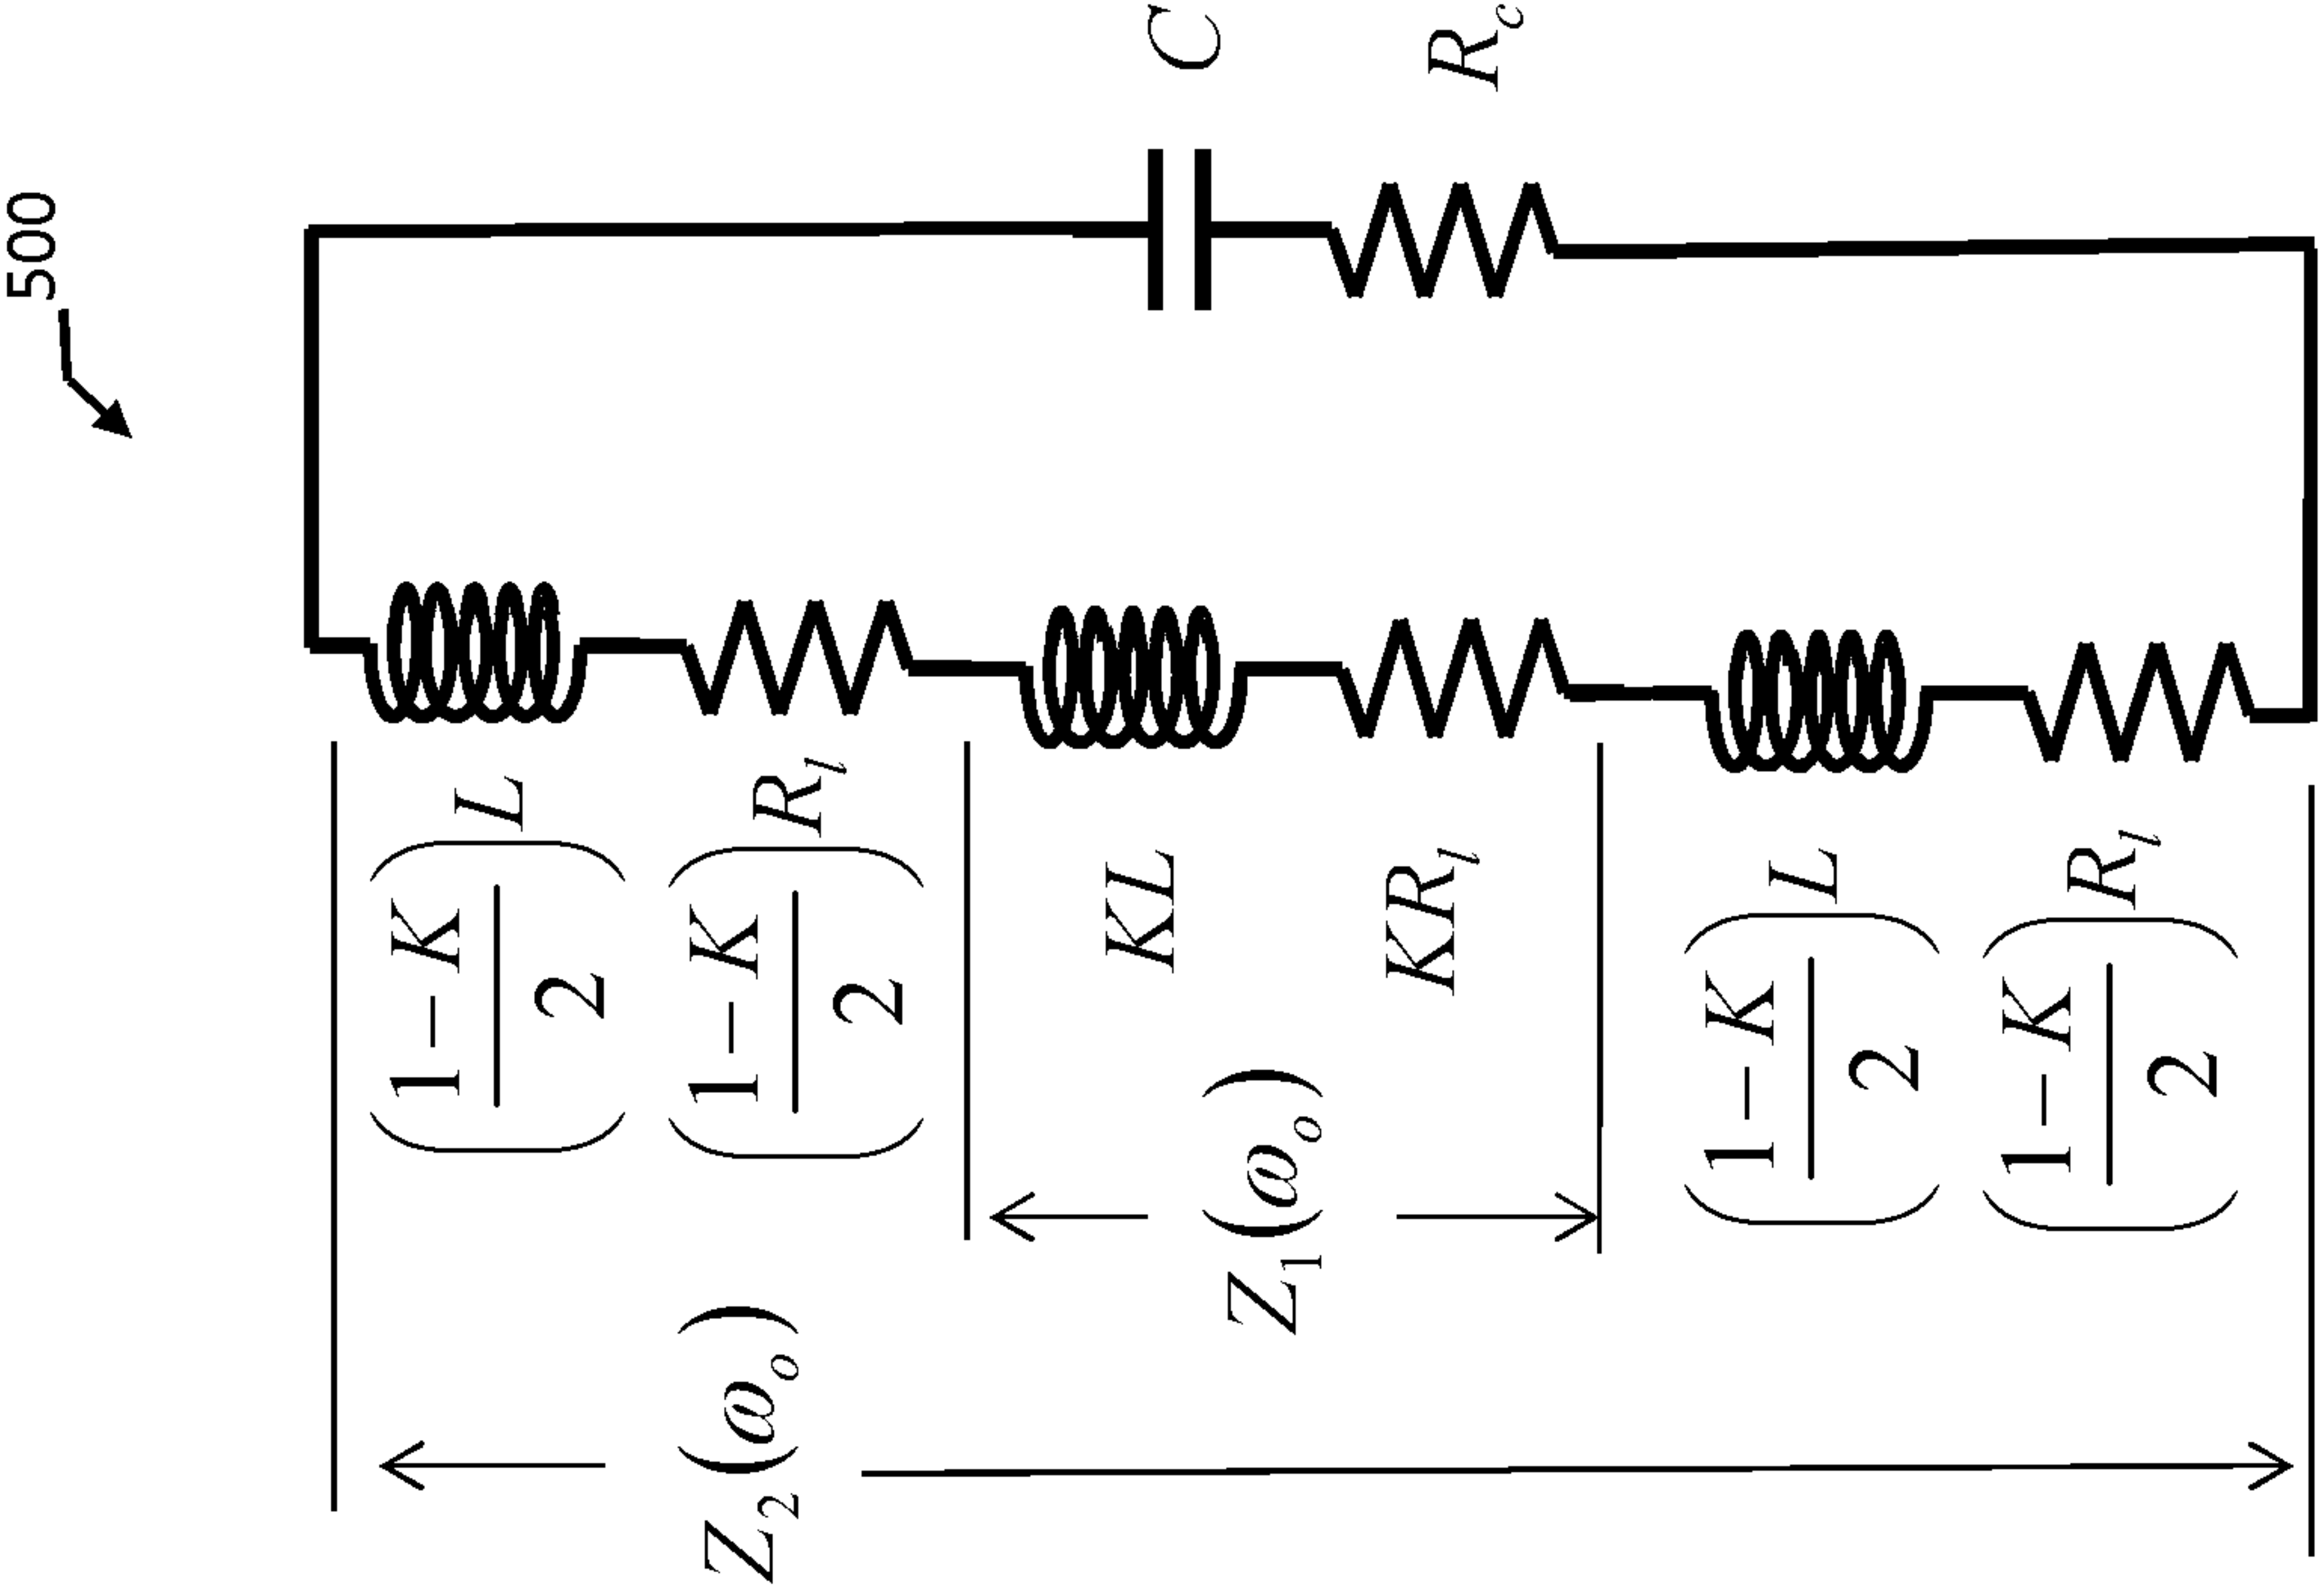 500
((1−K)/2) L
((1−K)/2) R_l
Z_2(ω_o)
KL
C
Z_1(ω_o)
KR_l
R_c
((1−K)/2) L
((1−K)/2) R_l